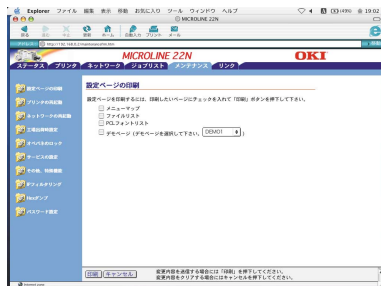 Explorer ファイル 編集 表示 移動 お気に入り ツール ウィンドウ ヘルプ 19:02
MICROLINE 22N
MICROLINE 22N
OKI
ステータス プリンタ ネットワーク ジョブリスト メンテナンス リンク
設定ページの印刷
プリンタの再起動
ネットワークの再起動
工場出荷時設定
オペパネのロック
サービスの設定
その他、特殊機能
IPフィルタリング
Hexダンプ
パスワード設定
設定ページの印刷
設定ページを印刷するには、印刷したいページにチェックを入れて「印刷」ボタンを押して下さい。
メニューマップ
ファイルリスト
PCLフォントリスト
デモページ (デモページを選択して下さい。 DEMO1 )
印刷 キャンセル
変更内容を送信する場合には「印刷」を押下してください。
変更内容をクリアする場合にはキャンセルを押下してください。